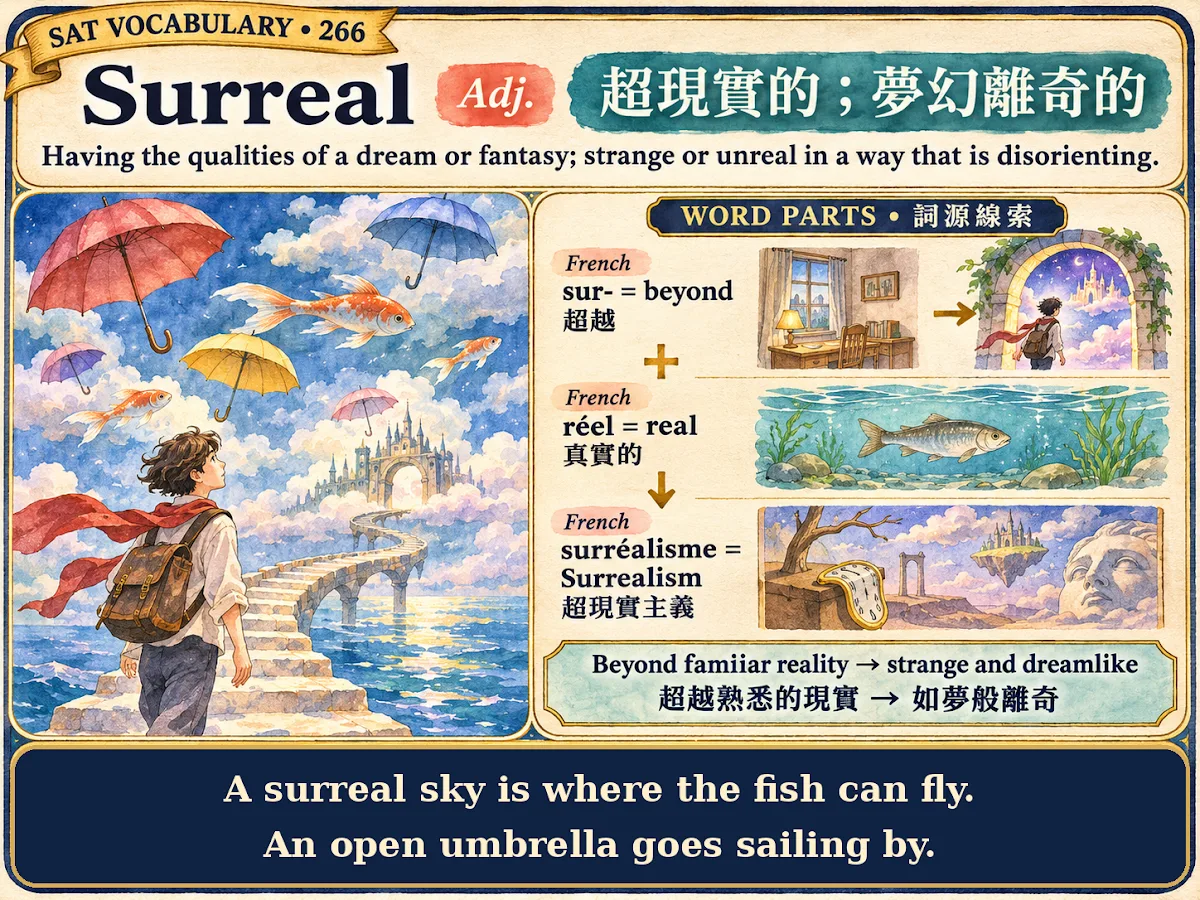 SAT VOCABULARY • 266
Surreal
Adj.
超現實的；夢幻離奇的
Having the qualities of a dream or fantasy; strange or unreal in a way that is disorienting.
WORD PARTS • 詞源線索
French
sur- = beyond
超越
+
French
réel = real
真實的
French
surréalisme =
Surrealism
超現實主義
Beyond famiiar reality → strange and dreamlike
超越熟悉的現實 → 如夢般離奇
A surreal sky is where the fish can fly.
An open umbrella goes sailing by.